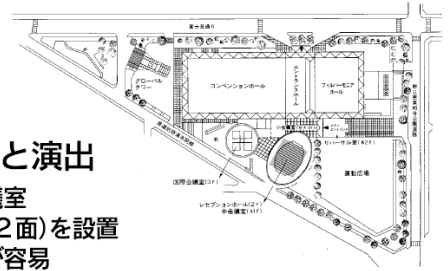 富士見通り
グローバル
タワー
コンベンションホール
エントランスホール
フィルハーモニア
ホール
リハーサル室(B2F)
運動広場
国際会議室(3F)
レセプションホール(2F)
中会議室(B1F)
と演出
議室
2面)を設置
が容易